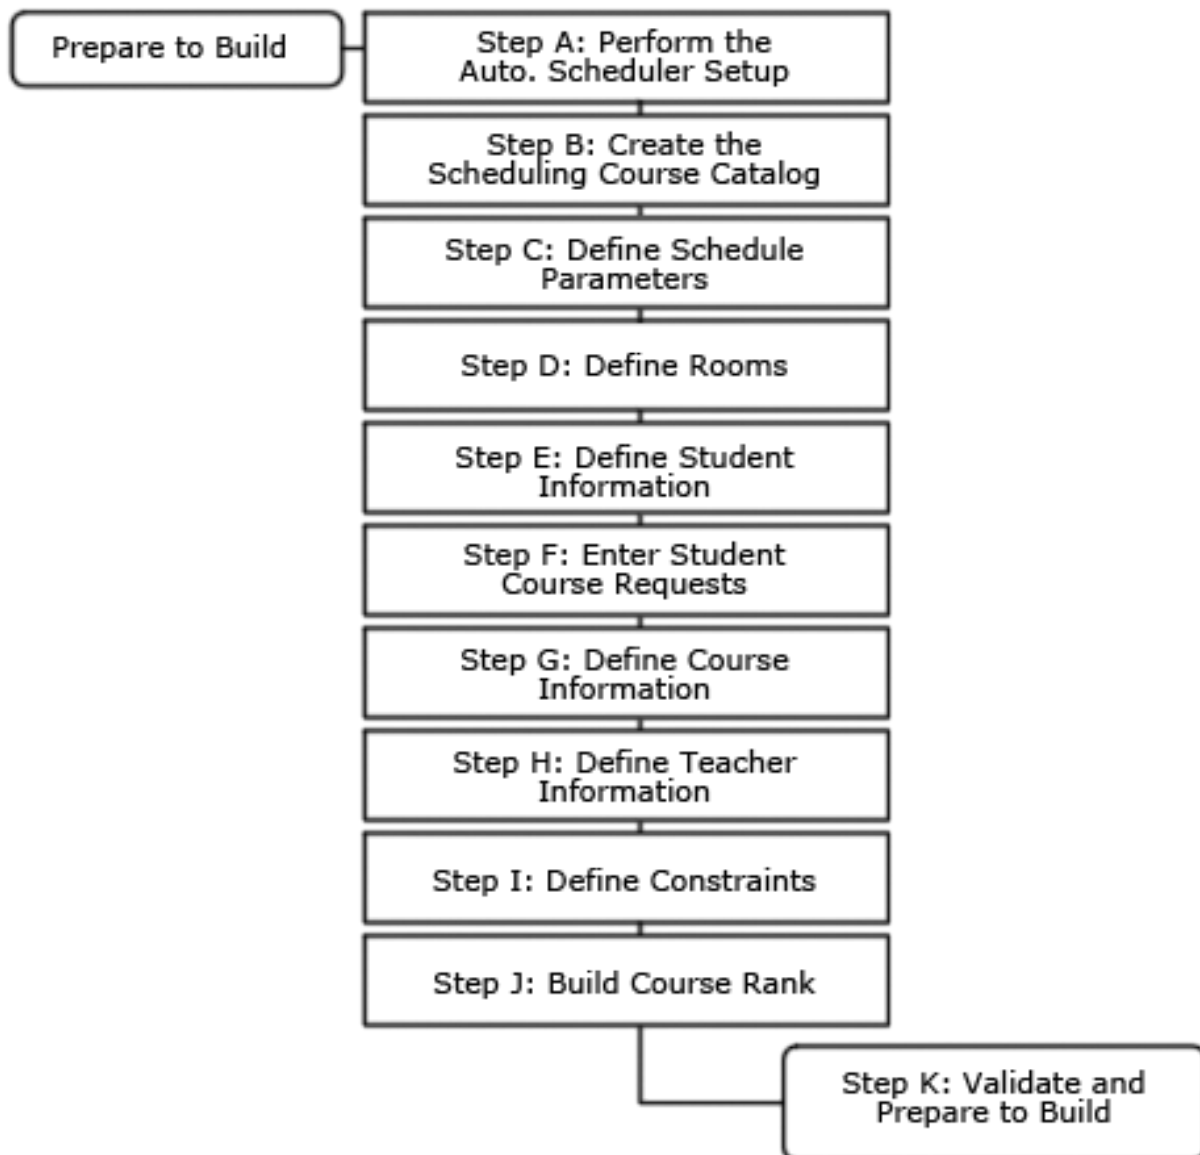 Prepare to Build
Step A: Perform the
Auto. Scheduler Setup
Step B: Create the
Scheduling Course Catalog
Step C: Define Schedule
Parameters
Step D: Define Rooms
Step E: Define Student
Information
Step F: Enter Student
Course Requests
Step G: Define Course
Information
Step H: Define Teacher
Information
Step I: Define Constraints
Step J: Build Course Rank
Step K: Validate and
Prepare to Build